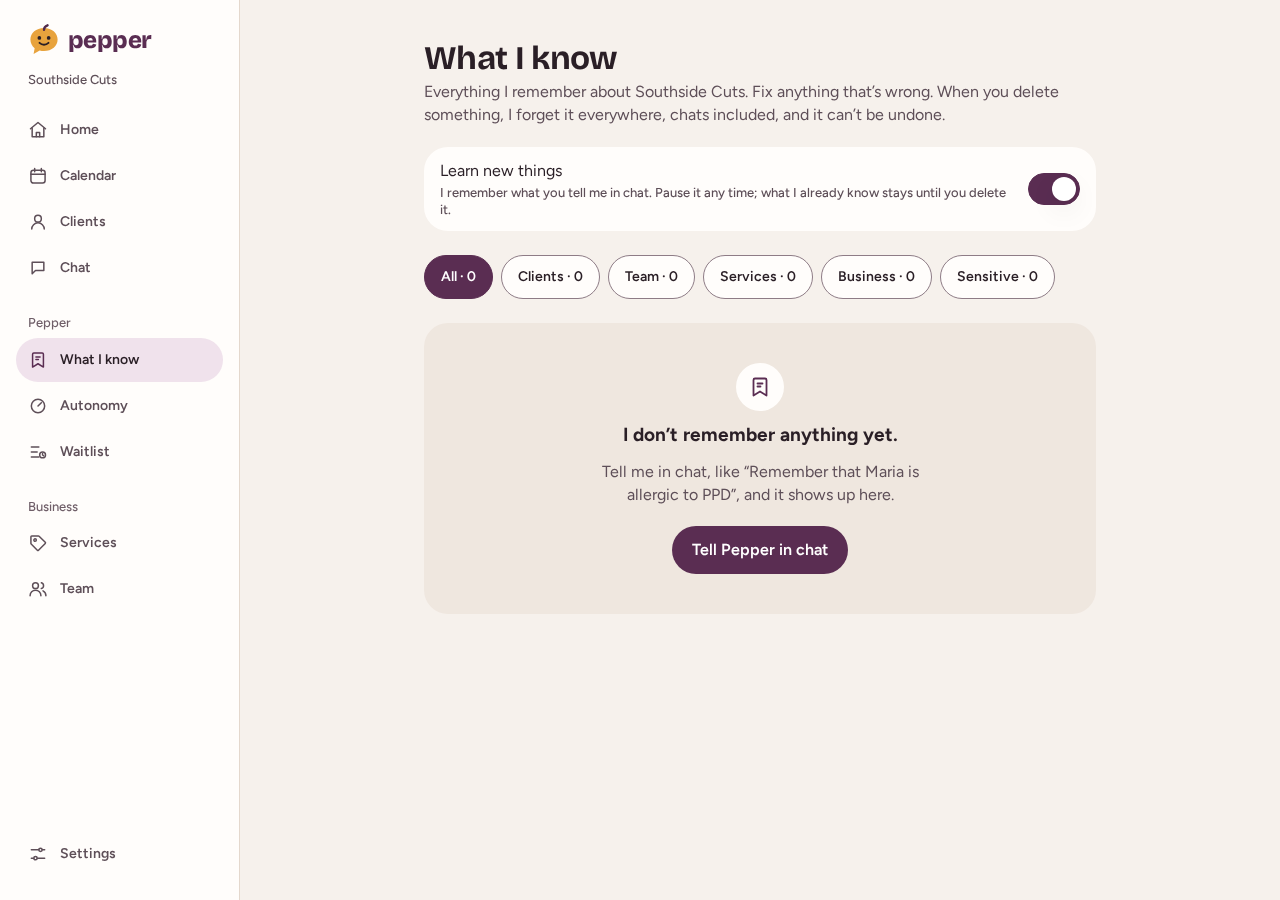 pepper
Southside Cuts
Home
Calendar
Clients
Chat
Pepper
What I know
Autonomy
Waitlist
Business
Services
Team
Settings
What I know
Everything I remember about Southside Cuts. Fix anything that’s wrong. When you delete
something, I forget it everywhere, chats included, and it can’t be undone.
Learn new things
I remember what you tell me in chat. Pause it any time; what I already know stays until you delete
it.
All · 0
Clients · 0
Team · 0
Services · 0
Business · 0
Sensitive · 0
I don’t remember anything yet.
Tell me in chat, like “Remember that Maria is
allergic to PPD”, and it shows up here.
Tell Pepper in chat